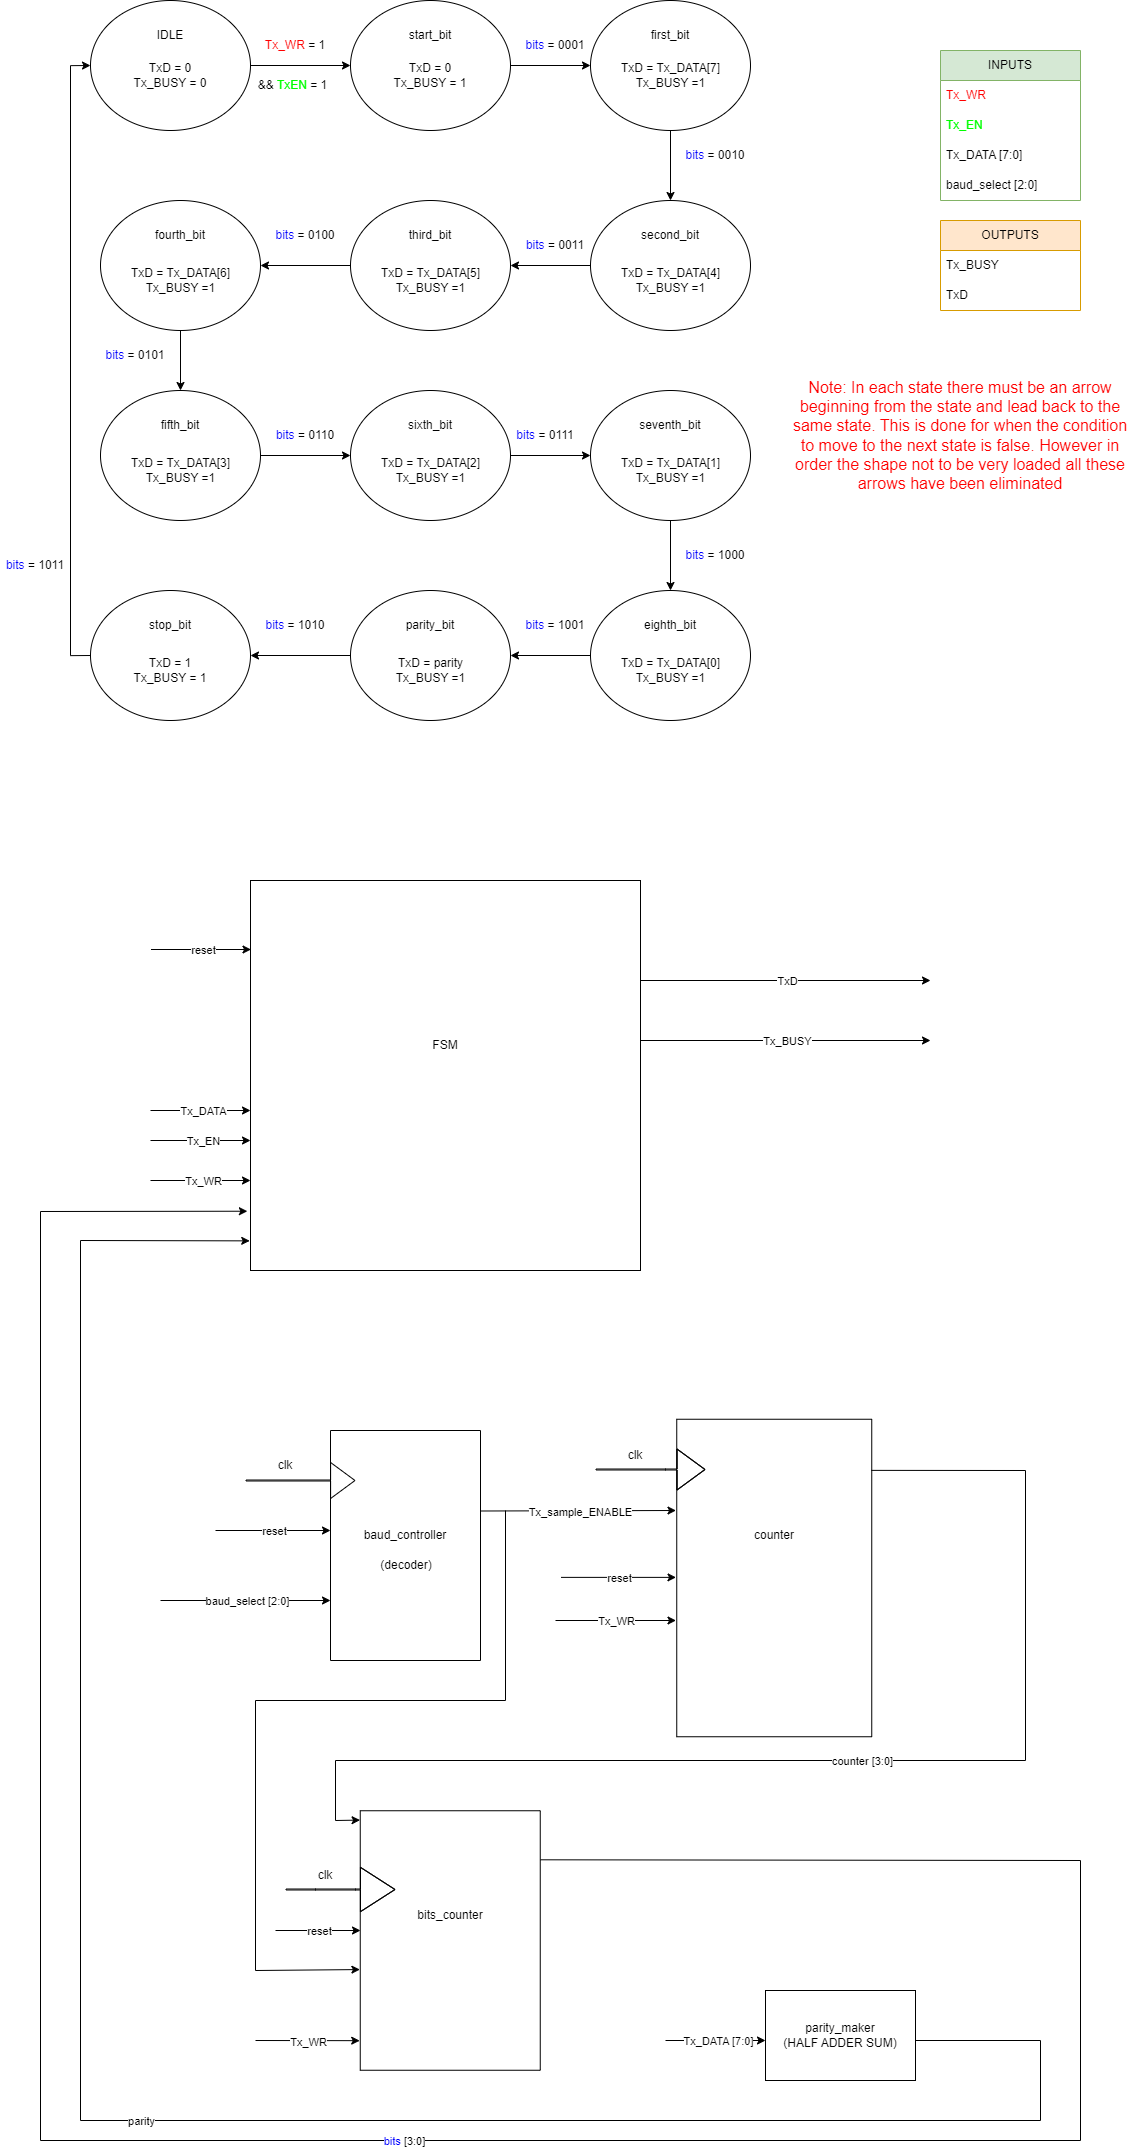 IDLE
TxD = 0
Tx_BUSY = 0
Tx_WR = 1
&& TxEN = 1
start_bit
TxD = 0
Tx_BUSY = 1
bits = 0001
first_bit
TxD = Tx_DATA[7]
Tx_BUSY =1
INPUTS
Tx_WR
Tx_EN
Tx_DATA [7:0]
baud_select [2:0]
bits = 0010
fourth_bit
TxD = Tx_DATA[6]
Tx_BUSY =1
bits = 0100
third_bit
TxD = Tx_DATA[5]
Tx_BUSY =1
bits = 0011
second_bit
TxD = Tx_DATA[4]
Tx_BUSY =1
OUTPUTS
Tx_BUSY
TxD
bits = 0101
Note: In each state there must be an arrow
beginning from the state and lead back to the
same state. This is done for when the condition
to move to the next state is false. However in
order the shape not to be very loaded all these
arrows have been eliminated
fifth_bit
TxD = Tx_DATA[3]
Tx_BUSY =1
bits = 0110
sixth_bit
TxD = Tx_DATA[2]
Tx_BUSY =1
bits = 0111
seventh_bit
TxD = Tx_DATA[1]
Tx_BUSY =1
bits = 1011
bits = 1000
stop_bit
TxD = 1
Tx_BUSY = 1
bits = 1010
parity_bit
TxD = parity
Tx_BUSY =1
bits = 1001
eighth_bit
TxD = Tx_DATA[0]
Tx_BUSY =1
reset
TxD
FSM
Tx_BUSY
Tx_DATA
Tx_EN
Tx_WR
clk
reset
baud_select [2:0]
baud_controller
(decoder)
clk
Tx_sample_ENABLE
counter
reset
Tx_WR
counter [3:0]
clk
bits_counter
reset
Tx_WR
Tx_DATA [7:0]
parity_maker
(HALF ADDER SUM)
parity
bits [3:0]